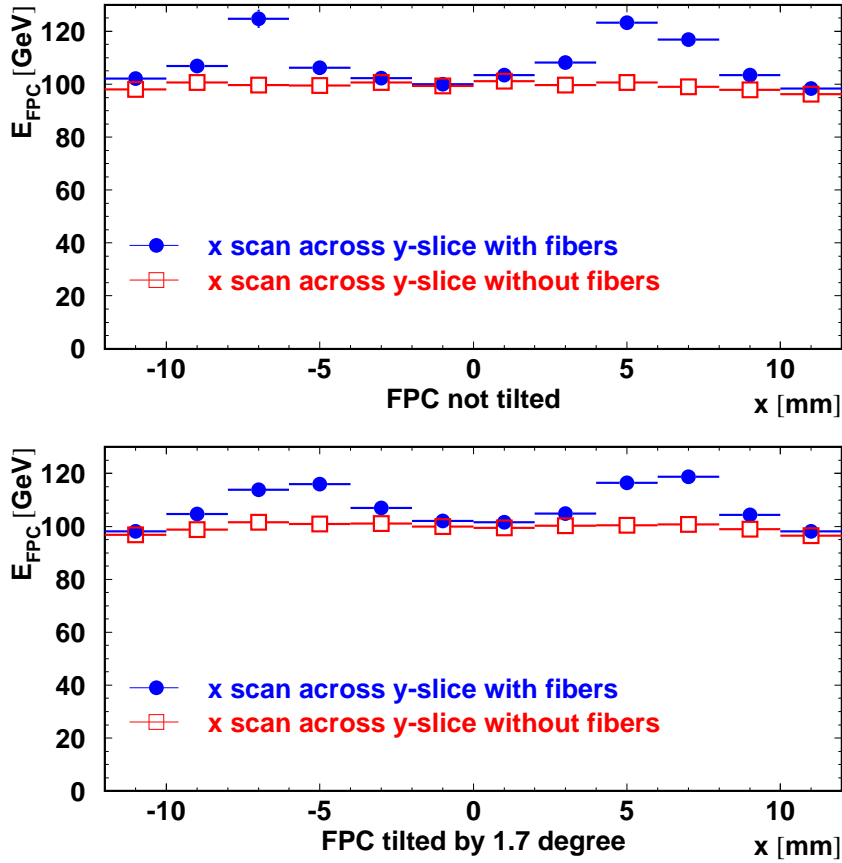 E_FPC [GeV]
120
100
80
60
40
20
0
x scan across y-slice with fibers
x scan across y-slice without fibers
-10 -5 0 5 10
FPC not tilted
x [mm]
E_FPC [GeV]
120
100
80
60
40
20
0
x scan across y-slice with fibers
x scan across y-slice without fibers
-10 -5 0 5 10
FPC tilted by 1.7 degree
x [mm]